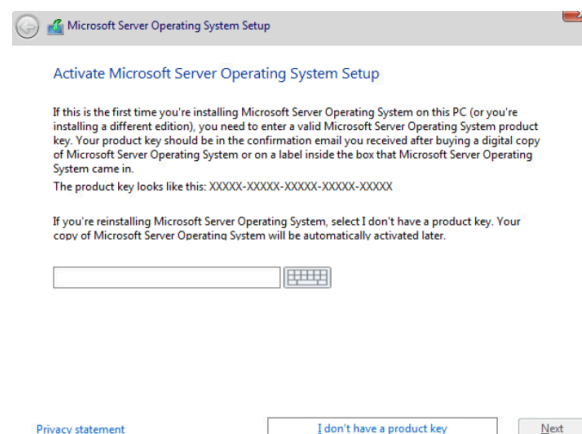 Microsoft Server Operating System Setup
Activate Microsoft Server Operating System Setup
If this is the first time you're installing Microsoft Server Operating System on this PC (or you're
installing a different edition), you need to enter a valid Microsoft Server Operating System product
key. Your product key should be in the confirmation email you received after buying a digital copy
of Microsoft Server Operating System or on a label inside the box that Microsoft Server Operating
System came in.
The product key looks like this: XXXXX-XXXXX-XXXXX-XXXXX-XXXXX
If you're reinstalling Microsoft Server Operating System, select I don't have a product key. Your
copy of Microsoft Server Operating System will be automatically activated later.
Privacy statement
I don't have a product key
Next